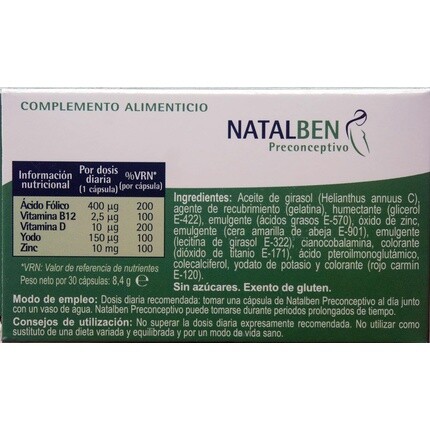 COMPLEMENTO ALIMENTICIO
NATALBEN
Preconceptivo
Información nutricional
Por dosis diaria (1 cápsula)
%VRN* (por cápsula)
Ácido Fólico 400 µg 200
Vitamina B12 2,5 µg 100
Vitamina D 10 µg 200
Yodo 150 µg 100
Zinc 10 mg 100
*VRN: Valor de referencia de nutrientes
Peso neto por 30 cápsulas: 8,4 g ℮
Ingredientes: Aceite de girasol (Helianthus annuus C),
agente de recubrimiento (gelatina), humectante (glicerol
E-422), emulgente (ácidos grasos E-570), óxido de zinc,
emulgente (cera amarilla de abeja E-901), emulgente
(lecitina de girasol E-322); cianocobalamina, colorante
(dióxido de titanio E-171), ácido pteroilmonoglutámico,
colecalciferol, yodato de potasio y colorante (rojo carmin
E-120).
Sin azúcares. Exento de gluten.
Modo de empleo: Dosis diaria recomendada: tomar una cápsula de Natalben Preconceptivo al día junto
con un vaso de agua. Natalben Preconceptivo puede tomarse durante periodos prolongados de tiempo.
Consejos de utilización: No superar la dosis diaria expresamente recomendada. No utilizar como
sustituto de una dieta variada y equilibrada y por un modo de vida sano.